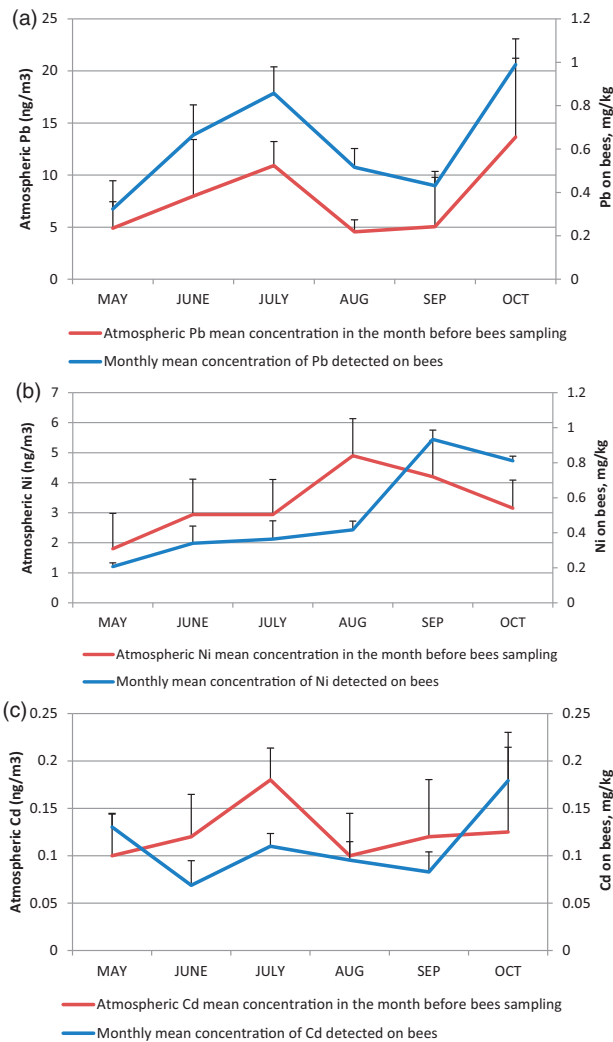 (a)
Atmospheric Pb (ng/m3)
25
20
15
10
5
0
1.2
1
0.8
0.6
0.4
0.2
0
Pb on bees, mg/kg
MAY JUNE JULY AUG SEP OCT
Atmospheric Pb mean concentration in the month before bees sampling
Monthly mean concentration of Pb detected on bees
(b)
Atmospheric Ni (ng/m3)
7
6
5
4
3
2
1
0
1.2
1
0.8
0.6
0.4
0.2
0
Ni on bees, mg/kg
MAY JUNE JULY AUG SEP OCT
Atmospheric Ni mean concentration in the month before bees sampling
Monthly mean concentration of Ni detected on bees
(c)
Atmospheric Cd (ng/m3)
0.25
0.2
0.15
0.1
0.05
0
0.25
0.2
0.15
0.1
0.05
0
Cd on bees, mg/kg
MAY JUNE JULY AUG SEP OCT
Atmospheric Cd mean concentration in the month before bees sampling
Monthly mean concentration of Cd detected on bees